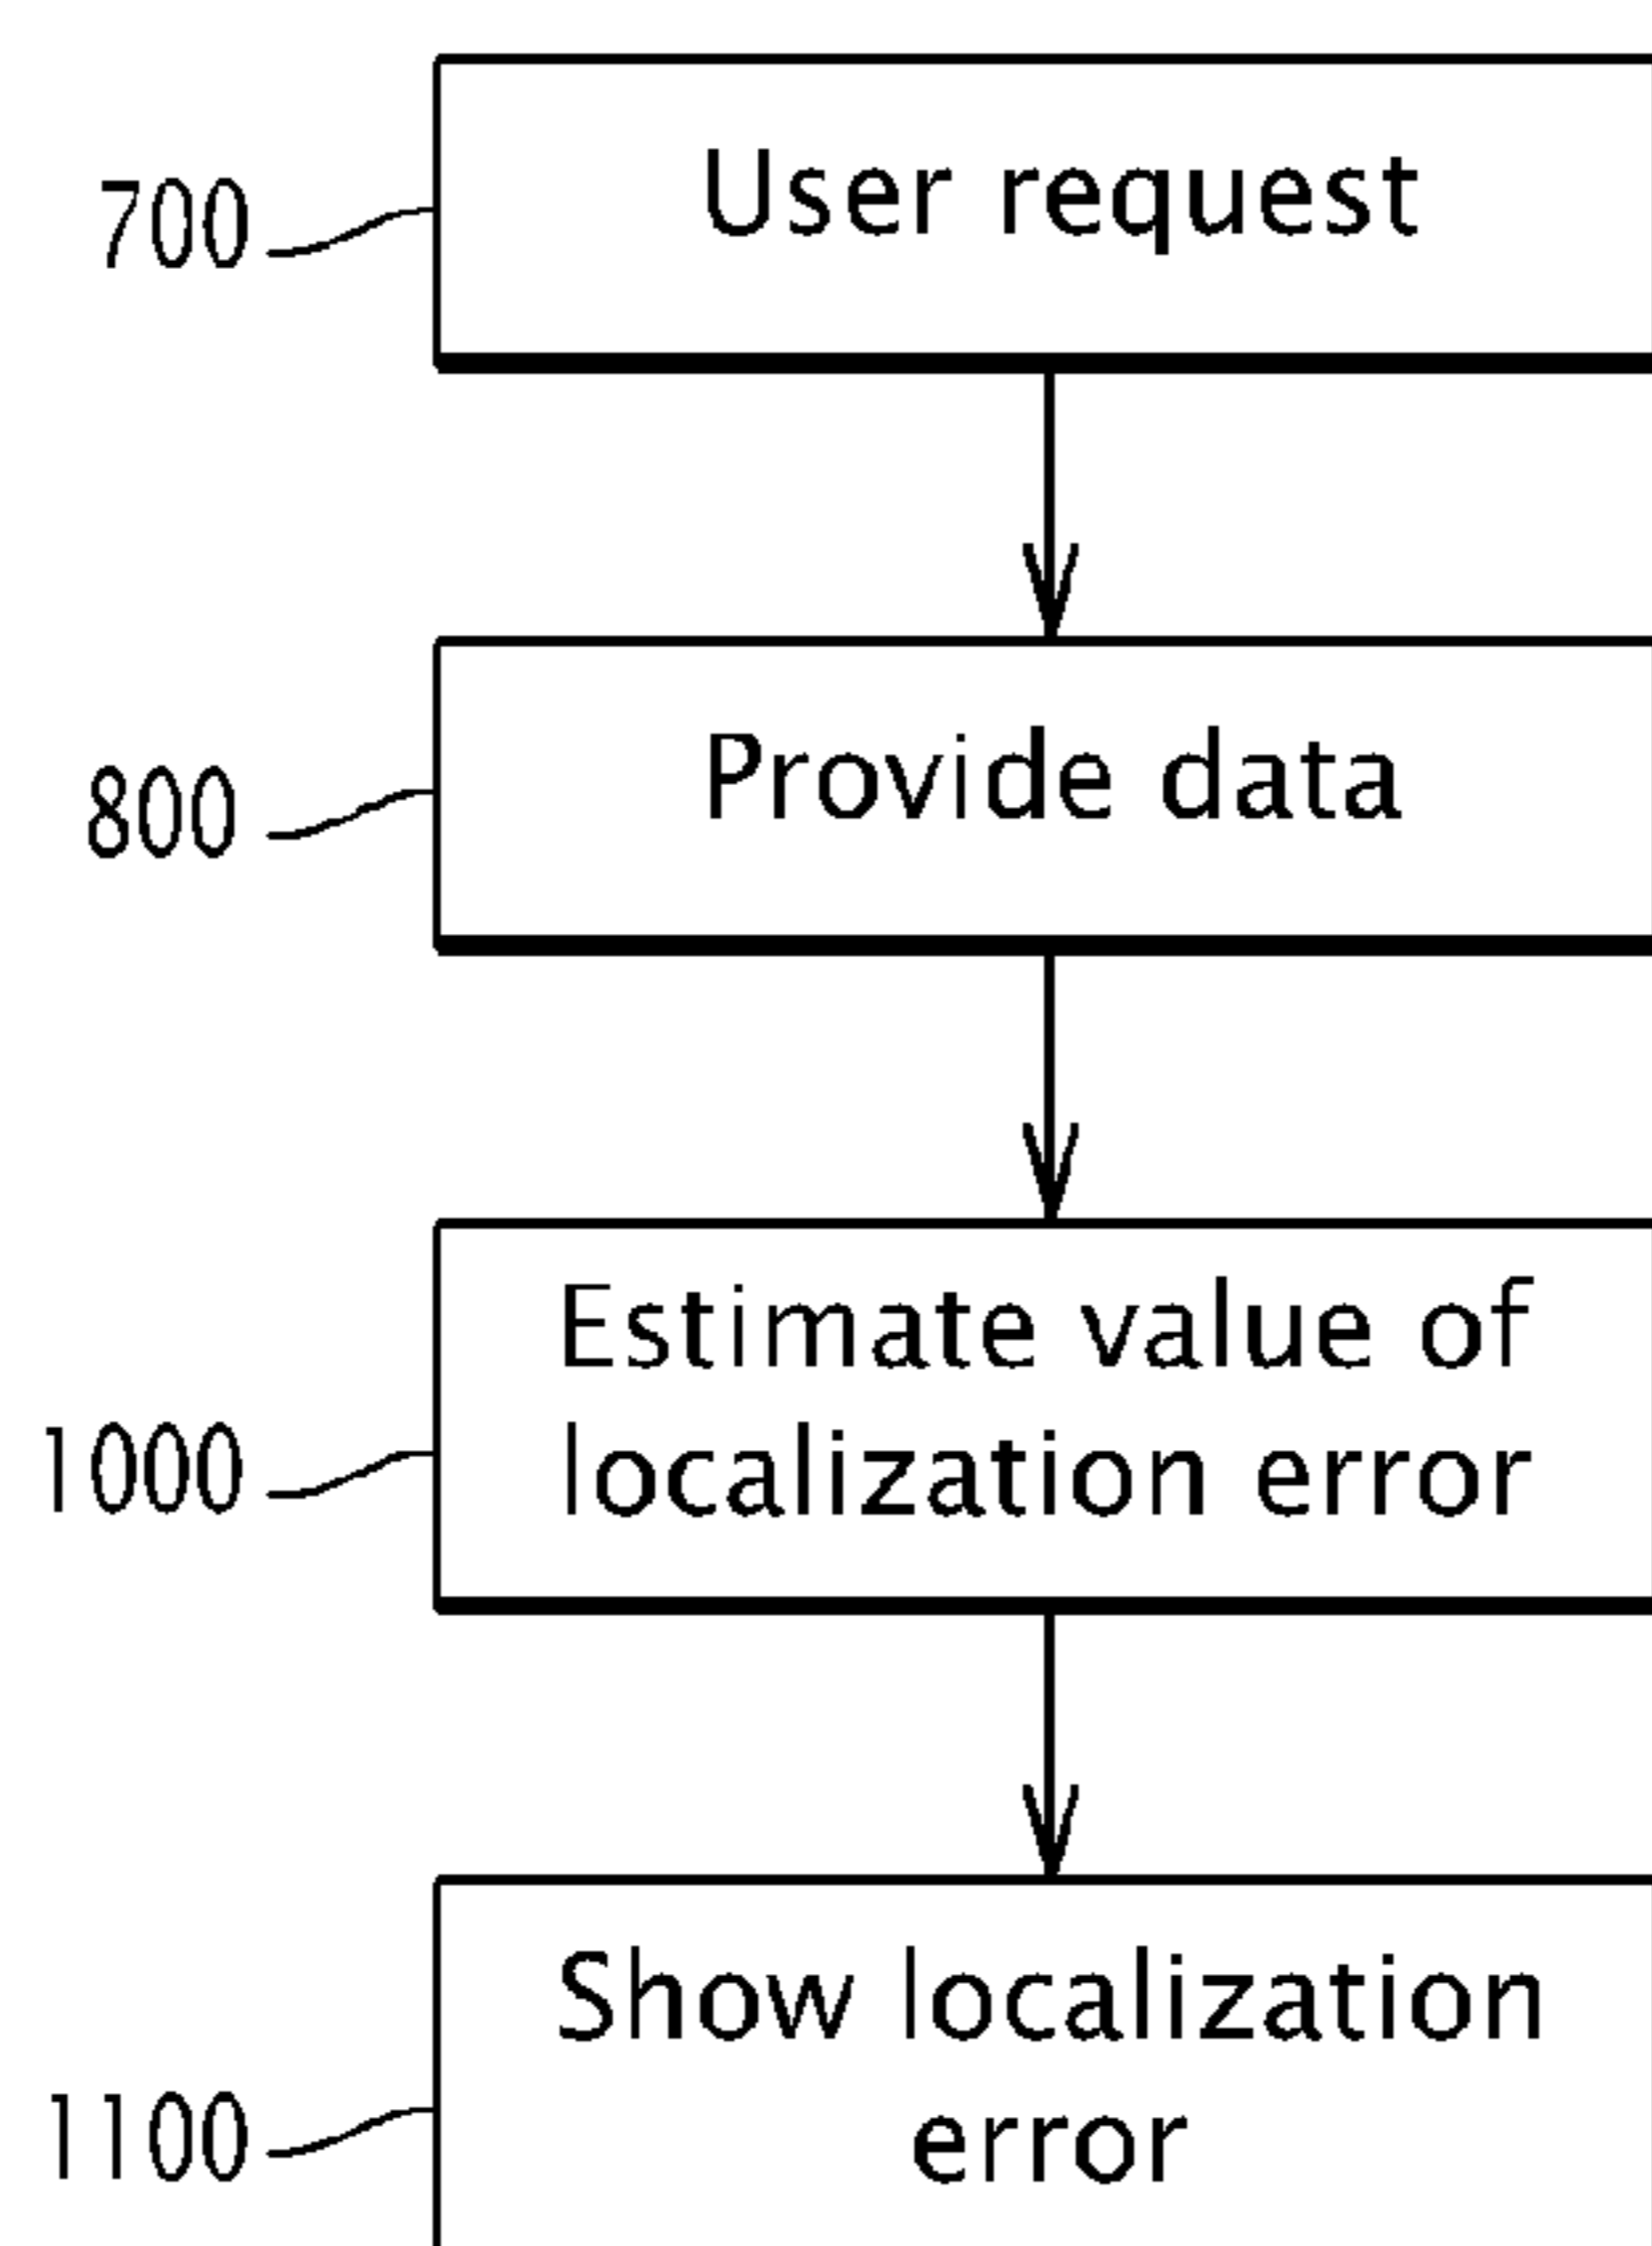 700
User request
800
Provide data
Estimate value of
1000
localization error
Show localization
1100
error